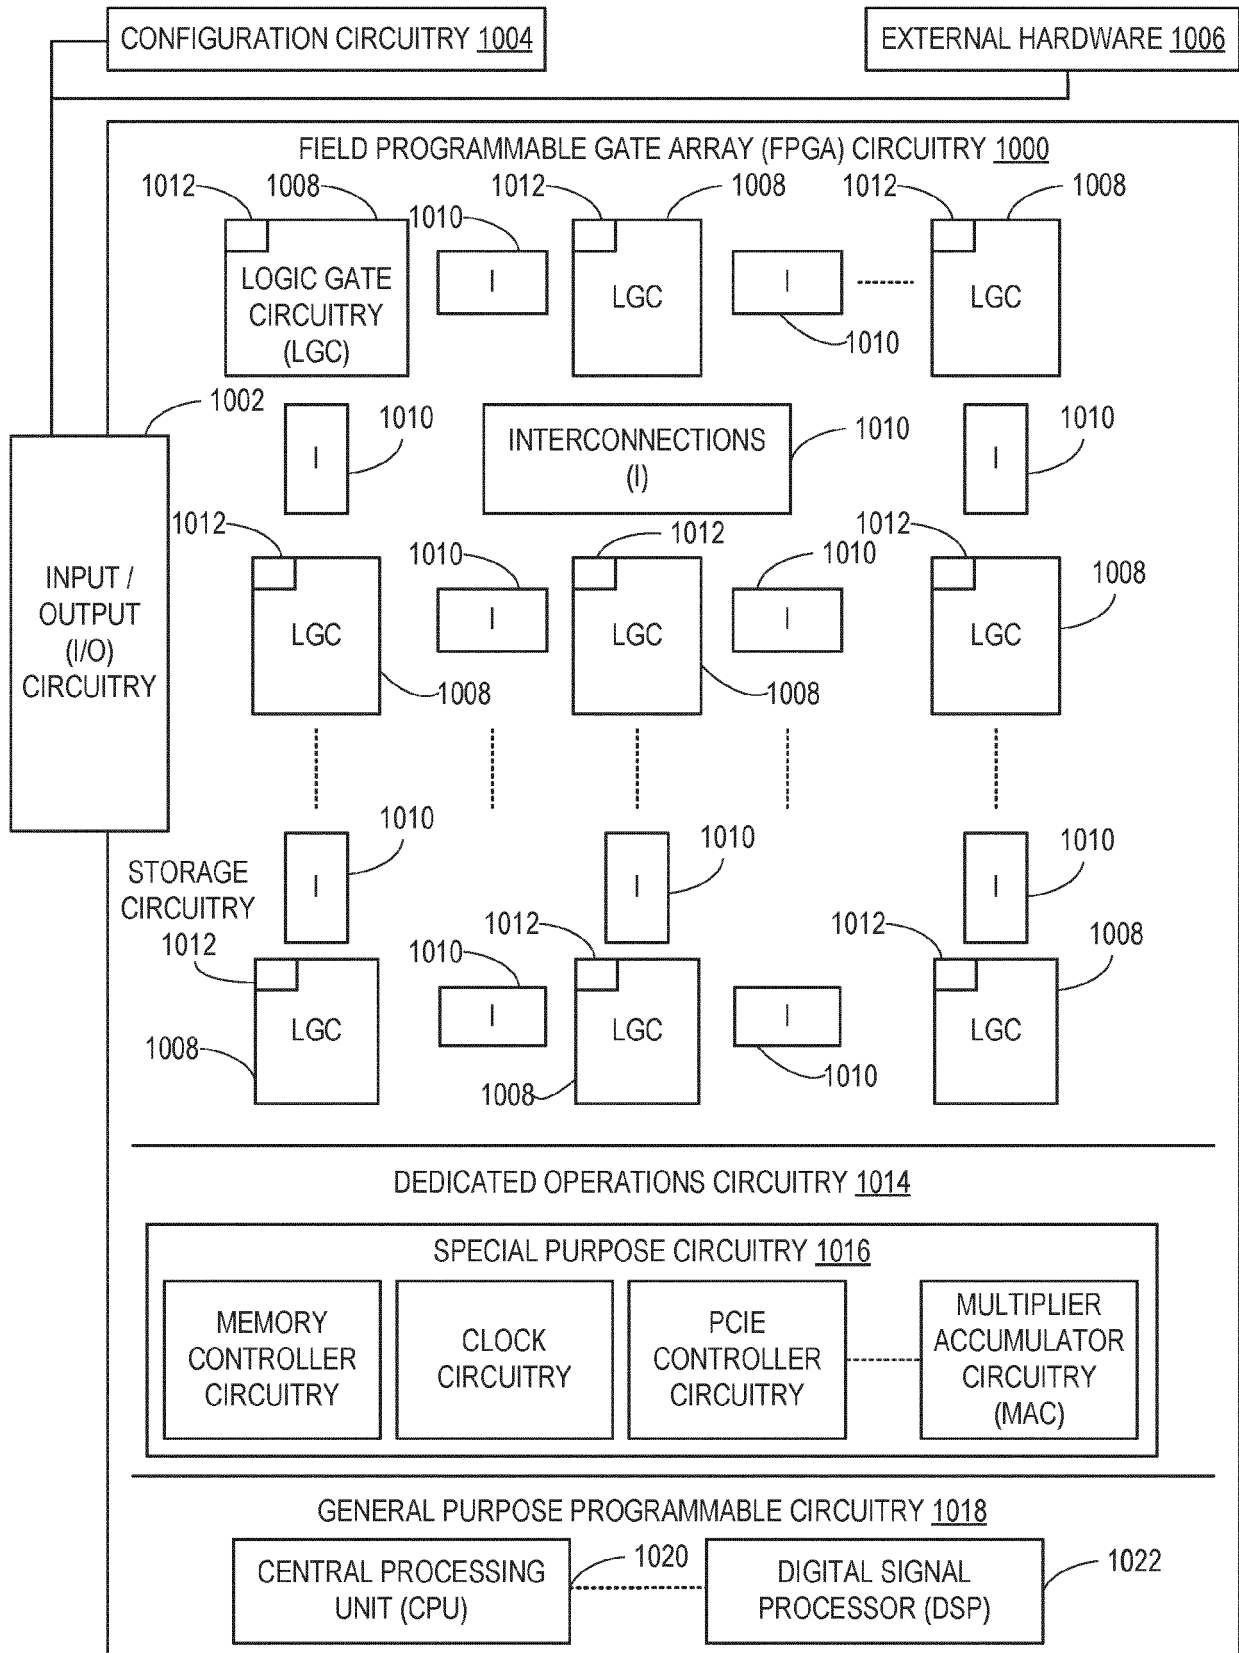 CONFIGURATION CIRCUITRY 1004
EXTERNAL HARDWARE 1006
FIELD PROGRAMMABLE GATE ARRAY (FPGA) CIRCUITRY 1000
1012
1008
1010
1012
1008
1012
1008
LOGIC GATE
CIRCUITRY
(LGC)
I
LGC
I
1010
LGC
1002
1010
INTERCONNECTIONS
(I)
1010
1010
I
I
INPUT /
OUTPUT
(I/O)
CIRCUITRY
1012
1010
1012
1010
1012
1008
LGC
I
LGC
I
LGC
1008
1008
1010
1010
1010
I
I
I
STORAGE
CIRCUITRY
1012
1010
1012
1012
1008
LGC
I
LGC
I
LGC
1008
1008
1010
DEDICATED OPERATIONS CIRCUITRY 1014
SPECIAL PURPOSE CIRCUITRY 1016
MEMORY
CONTROLLER
CIRCUITRY
CLOCK
CIRCUITRY
PCIE
CONTROLLER
CIRCUITRY
MULTIPLIER
ACCUMULATOR
CIRCUITRY
(MAC)
GENERAL PURPOSE PROGRAMMABLE CIRCUITRY 1018
CENTRAL PROCESSING
UNIT (CPU)
1020
DIGITAL SIGNAL
PROCESSOR (DSP)
1022